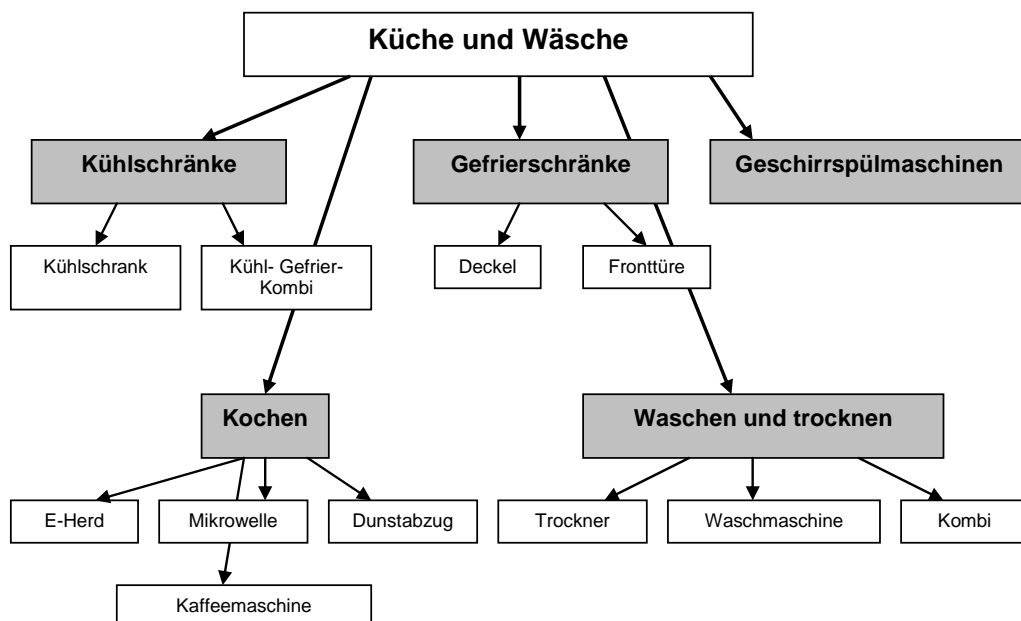 Küche und Wäsche
Kühlschränke
Gefrierschränke
Geschirrspülmaschinen
Kühlschrank
Kühl- Gefrier-
Kombi
Deckel
Fronttüre
Kochen
Waschen und trocknen
E-Herd
Mikrowelle
Dunstabzug
Trockner
Waschmaschine
Kombi
Kaffeemaschine